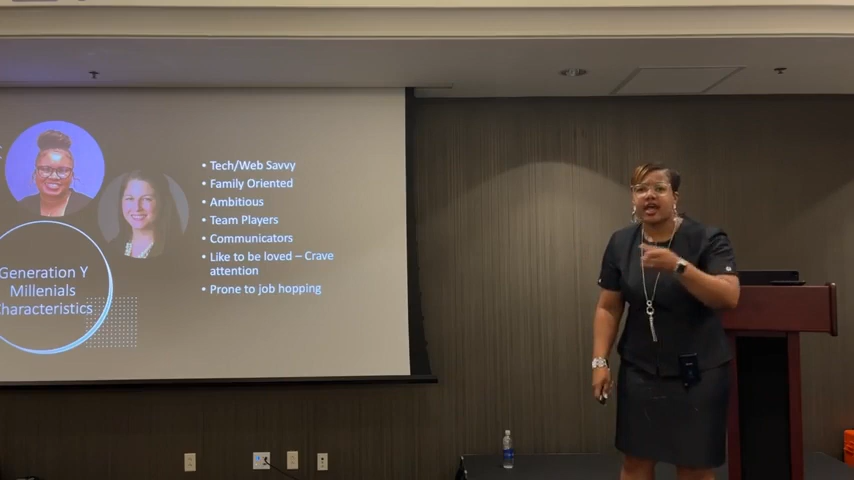 Generation Y
Millenials
Characteristics
• Tech/Web Savvy
• Family Oriented
• Ambitious
• Team Players
• Communicators
• Like to be loved – Crave
attention
• Prone to job hopping